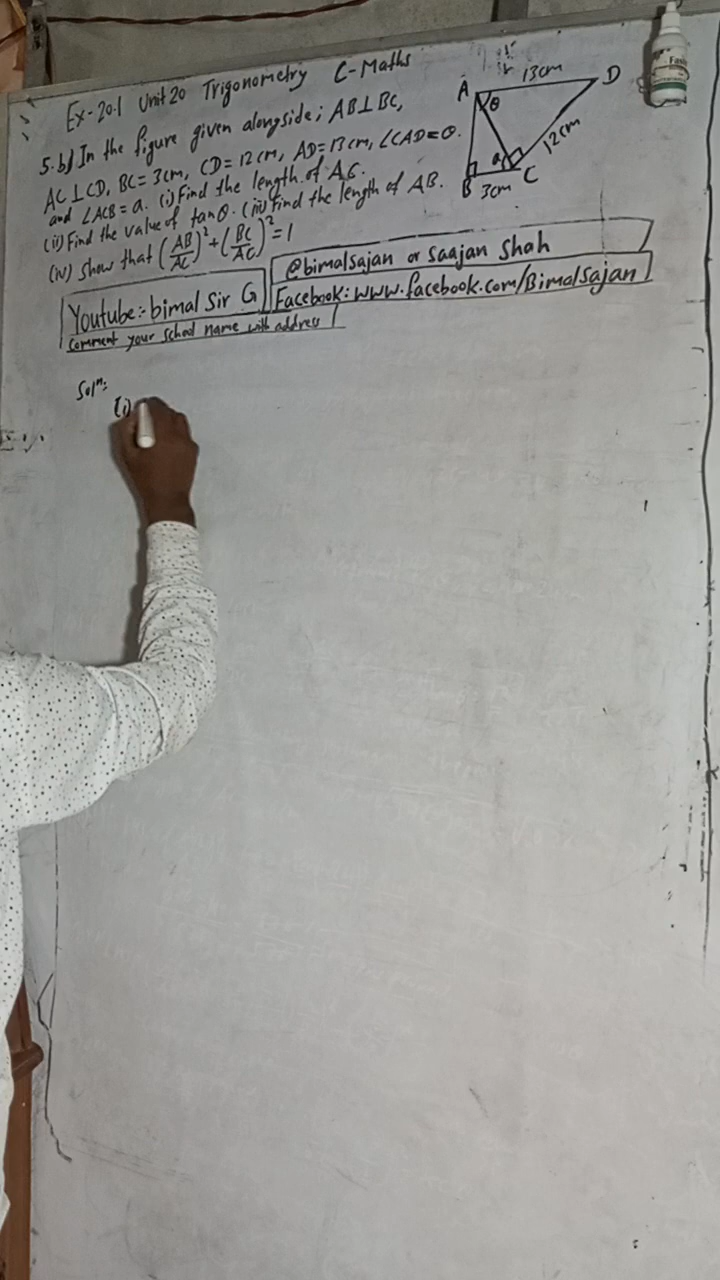 Ex-20.1 Unit 20 Trigonometry C-Maths
5.b) In the figure given alongside; AB⊥BC,
AC⊥CD, BC=3cm, CD=12cm, AD=13cm, ∠CAD=θ.
and ∠ACB=a. (i) Find the length of AC.
(ii) Find the value of tanθ. (iii) Find the length of AB.
(iv) Show that (AB/AC)²+(BC/AC)²=1
A
13cm
D
θ
12cm
a
B
3cm
C
Youtube:- bimal Sir G
@bimalsajan or Saajan Shah
Facebook: www.facebook.com/BimalSajan
comment your school name with address
Solⁿ:
(i)